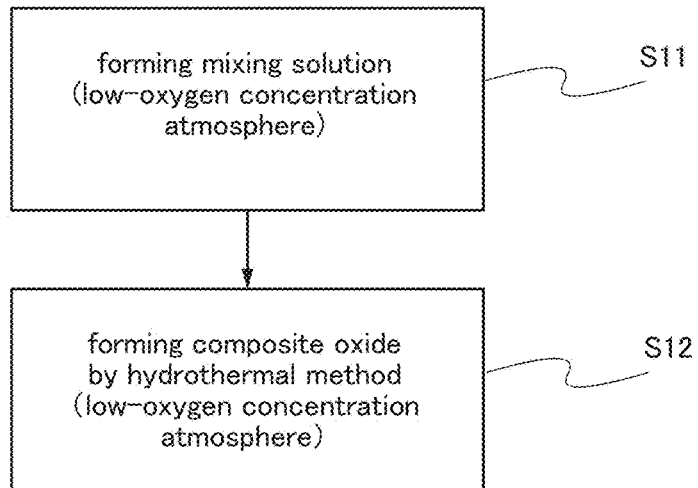 forming mixing solution
(low-oxygen concentration
atmosphere)
S11
forming composite oxide
by hydrothermal method
(low-oxygen concentration
atmosphere)
S12